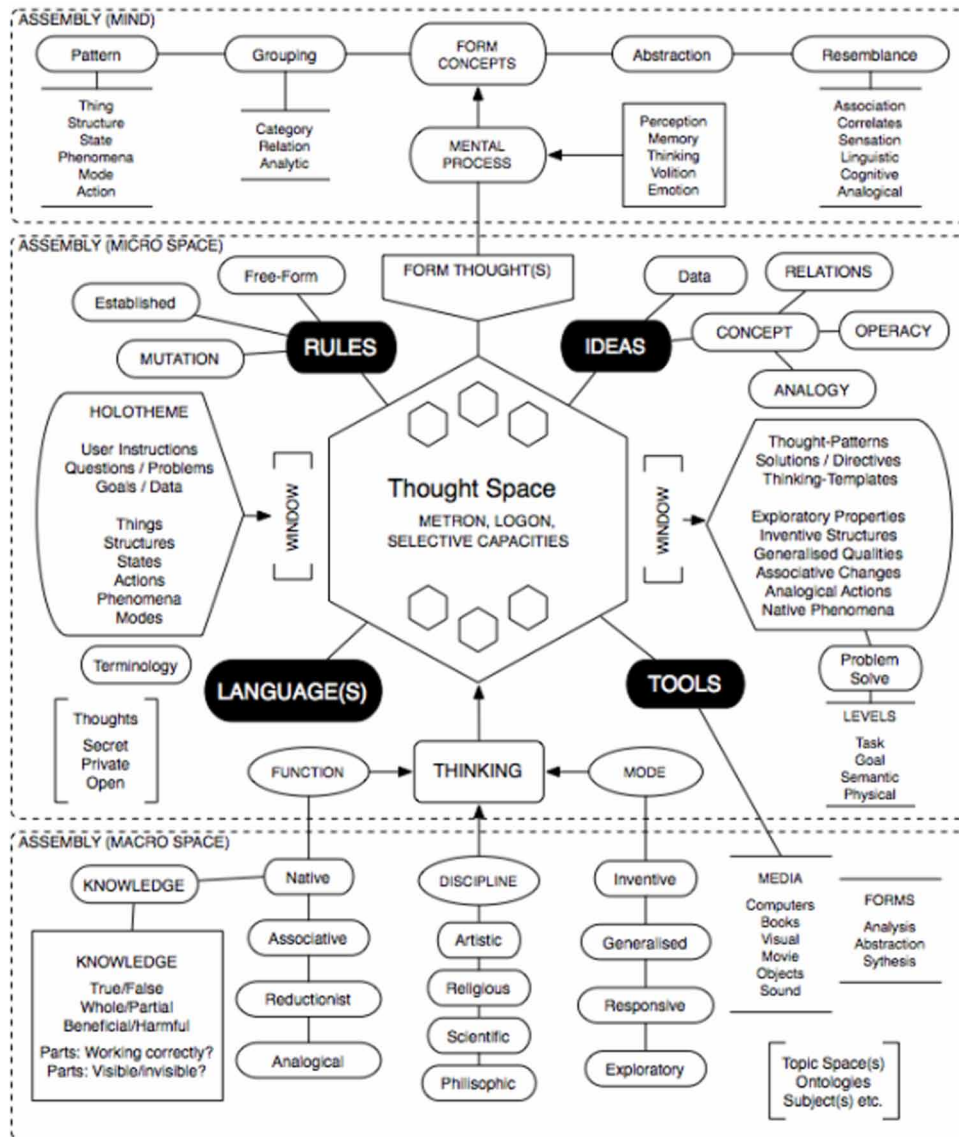 ASSEMBLY (MIND)
Pattern
Grouping
FORM
CONCEPTS
Abstraction
Resemblance
Thing
Structure
State
Phenomena
Mode
Action
Category
Relation
Analytic
MENTAL
PROCESS
Perception
Memory
Thinking
Volition
Emotion
Association
Correlates
Sensation
Linguistic
Cognitive
Analogical
ASSEMBLY (MICRO SPACE)
Free-Form
Established
MUTATION
RULES
FORM THOUGHT(S)
IDEAS
Data
CONCEPT
RELATIONS
OPERACY
ANALOGY
HOLOTHEME
User Instructions
Questions / Problems
Goals / Data
Things
Structures
States
Actions
Phenomena
Modes
WINDOW
Thought Space
METRON, LOGON,
SELECTIVE CAPACITIES
WINDOW
Thought-Patterns
Solutions / Directives
Thinking-Templates
Exploratory Properties
Inventive Structures
Generalised Qualities
Associative Changes
Analogical Actions
Native Phenomena
Terminology
LANGUAGE(S)
TOOLS
Problem
Solve
Thoughts
Secret
Private
Open
LEVELS
Task
Goal
Semantic
Physical
FUNCTION
THINKING
MODE
ASSEMBLY (MACRO SPACE)
KNOWLEDGE
Native
DISCIPLINE
Inventive
MEDIA
Computers
Books
Visual
Movie
Objects
Sound
FORMS
Analysis
Abstraction
Sythesis
KNOWLEDGE
True/False
Whole/Partial
Beneficial/Harmful
Parts: Working correctly?
Parts: Visible/invisible?
Associative
Reductionist
Analogical
Artistic
Religious
Scientific
Philisophic
Generalised
Responsive
Exploratory
Topic Space(s)
Ontologies
Subject(s) etc.